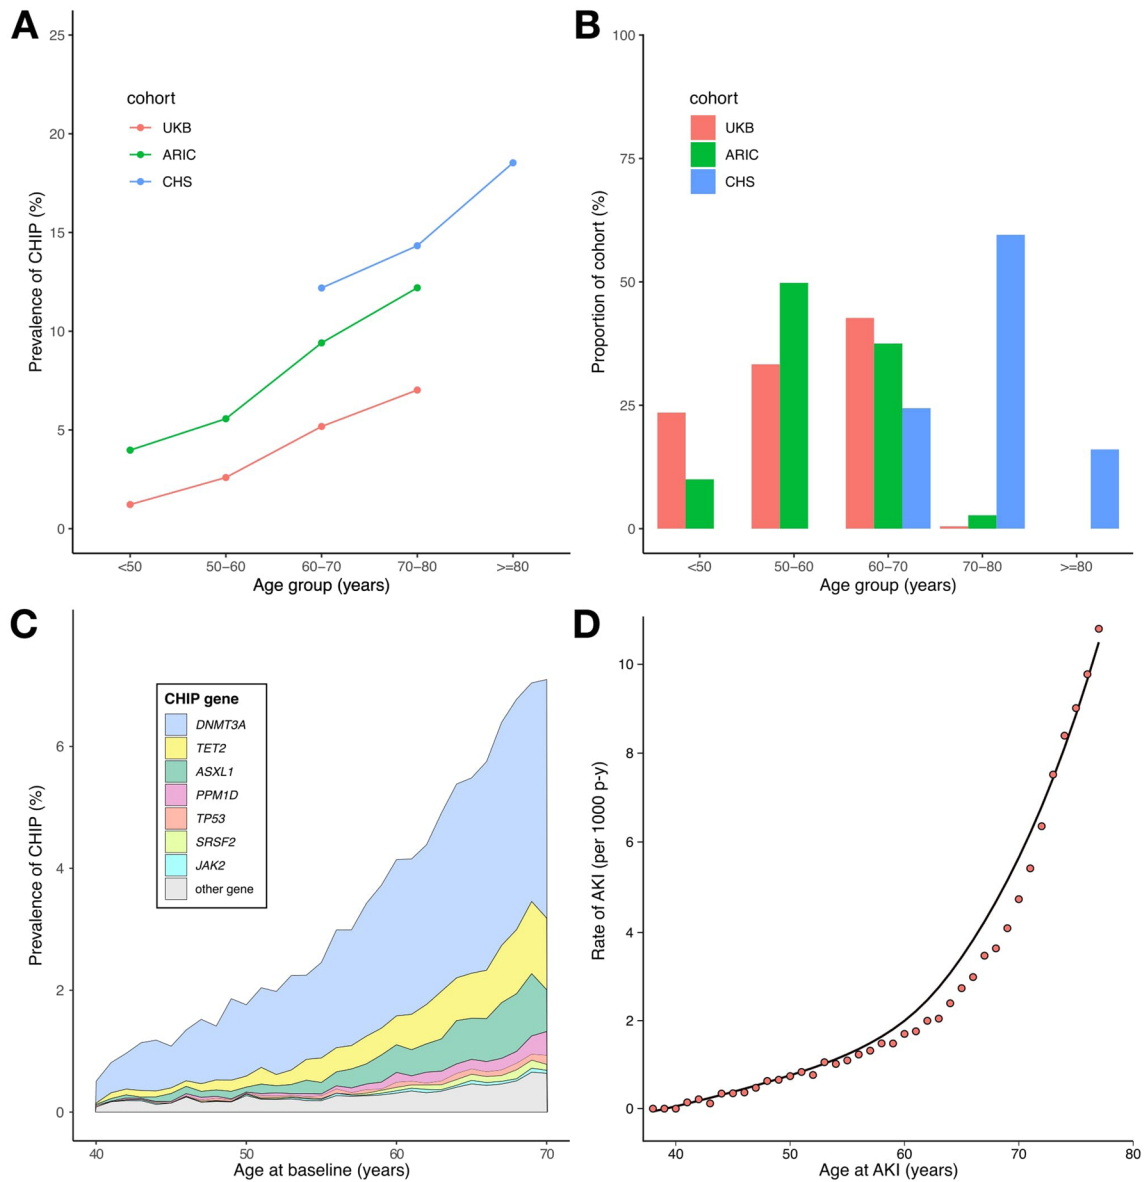 A
25
20
15
10
5
0
Prevalence of CHIP (%)
cohort
UKB
ARIC
CHS
<50
50–60
60–70
70–80
>=80
Age group (years)
B
100
75
50
25
0
Proportion of cohort (%)
cohort
UKB
ARIC
CHS
<50
50–60
60–70
70–80
>=80
Age group (years)
C
6
4
2
0
Prevalence of CHIP (%)
CHIP gene
DNMT3A
TET2
ASXL1
PPM1D
TP53
SRSF2
JAK2
other gene
40
50
60
70
Age at baseline (years)
D
10
8
6
4
2
0
Rate of AKI (per 1000 p-y)
40
50
60
70
80
Age at AKI (years)